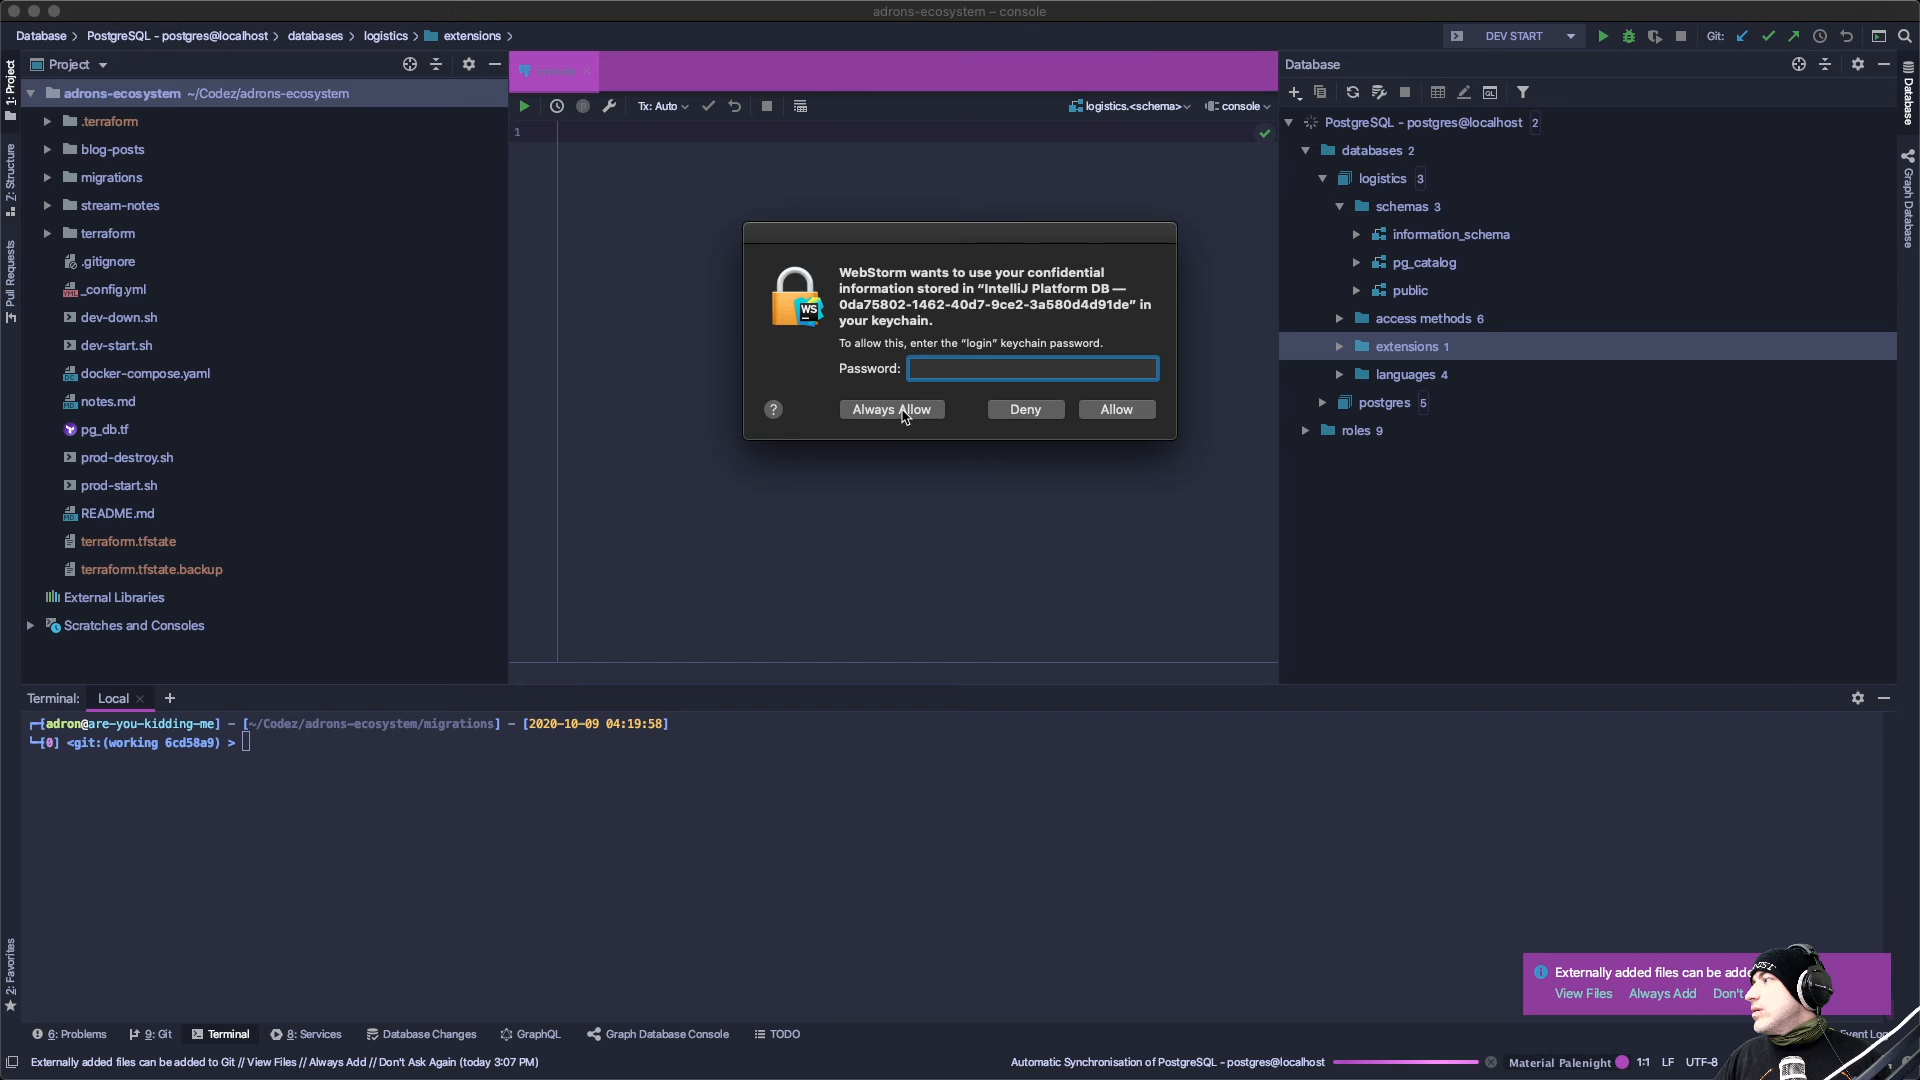 adrons-ecosystem – console
Database > PostgreSQL - postgres@localhost > databases > logistics > extensions >
DEV START
Git:
1: Project
Z: Structure
Pull Requests
2: Favorites
Project
adrons-ecosystem ~/Codez/adrons-ecosystem
.terraform
blog-posts
migrations
stream-notes
terraform
.gitignore
_config.yml
dev-down.sh
dev-start.sh
docker-compose.yaml
notes.md
pg_db.tf
prod-destroy.sh
prod-start.sh
README.md
terraform.tfstate
terraform.tfstate.backup
External Libraries
Scratches and Consoles
console
Tx: Auto
logistics.<schema>
console
1
WebStorm wants to use your confidential
information stored in “IntelliJ Platform DB —
0da75802-1462-40d7-9ce2-3a580d4d91de” in
your keychain.
To allow this, enter the “login” keychain password.
Password:
WS
?
Always Allow
Deny
Allow
Database
PostgreSQL - postgres@localhost 2
databases 2
logistics 3
schemas 3
information_schema
pg_catalog
public
access methods 6
extensions 1
languages 4
postgres 5
roles 9
Database
Graph Database
Terminal: Local +
[adron@are-you-kidding-me] - [~/Codez/adrons-ecosystem/migrations] - [2020-10-09 04:19:58]
[0] <git:(working 6cd58a9) >
Externally added files can be adde
View Files Always Add Don't
6: Problems
9: Git
Terminal
8: Services
Database Changes
GraphQL
Graph Database Console
TODO
Event Log
Externally added files can be added to Git // View Files // Always Add // Don't Ask Again (today 3:07 PM)
Automatic Synchronisation of PostgreSQL - postgres@localhost
Material Palenight
1:1 LF UTF-8